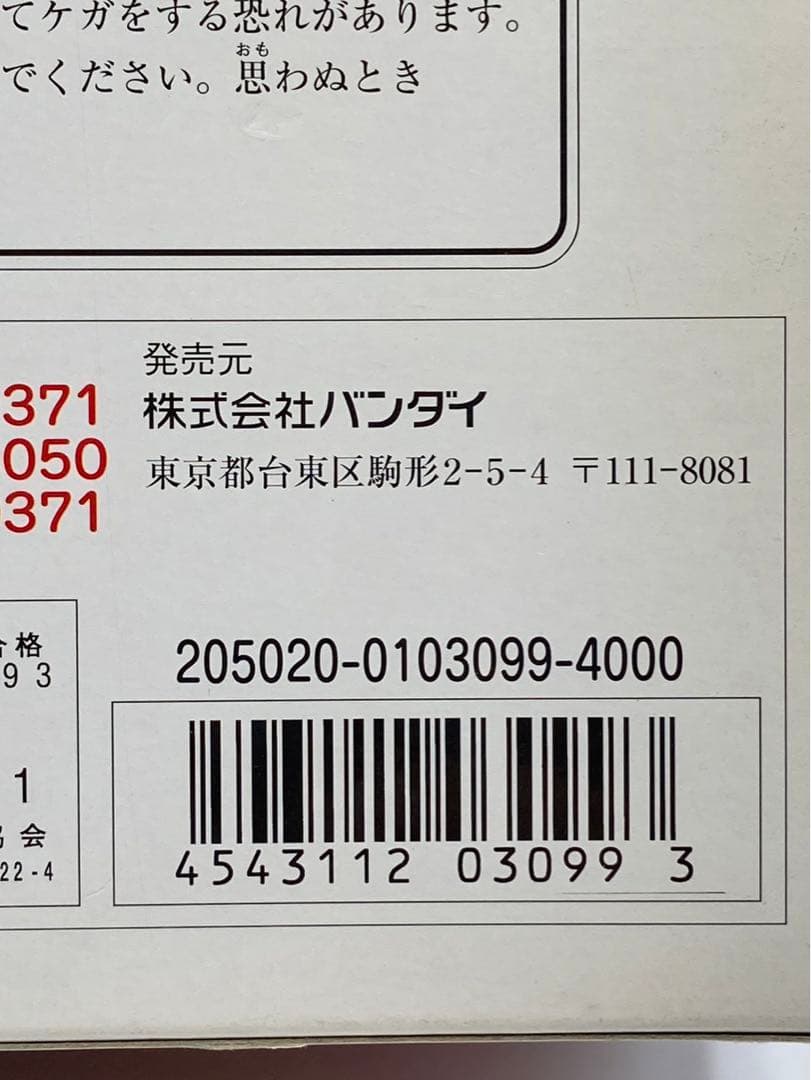 てケガをする恐れがあります。
おも
でください。思わぬとき
発売元
371
株式会社バンダイ
050
東京都台東区駒形2-5-4 〒111-8081
371
205020-0103099-4000
格
93
1
会
22-4
4543112 03099 3